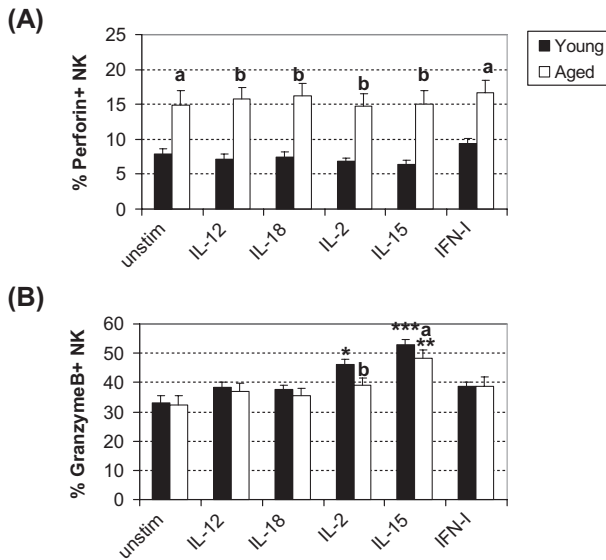 (A)
Young
Aged
% Perforin+ NK
25
20
15
10
5
0
a b b b b a
unstim IL-12 IL-18 IL-2 IL-15 IFN-I
(B)
% GranzymeB+ NK
60
50
40
30
20
10
0
* b *** a **
unstim IL-12 IL-18 IL-2 IL-15 IFN-I